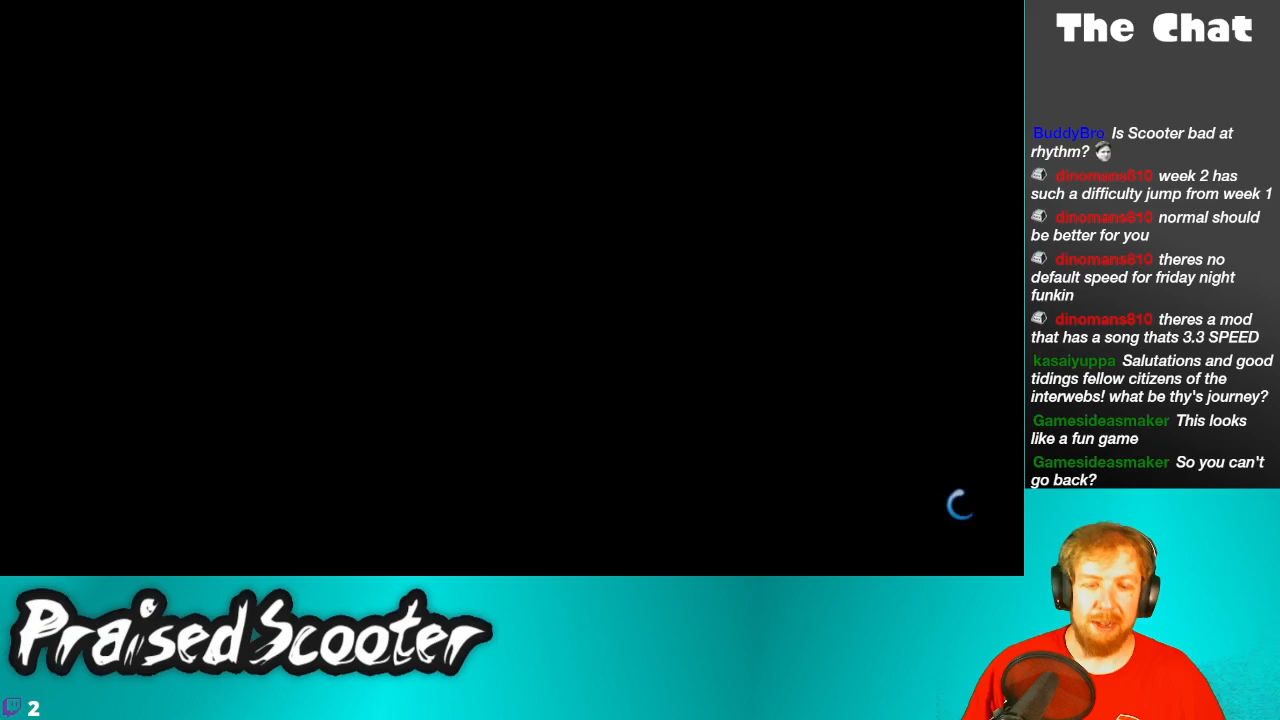 The Chat
BuddyBro Is Scooter bad at
rhythm?
dinomans810 week 2 has
such a difficulty jump from week 1
dinomans810 normal should
be better for you
dinomans810 theres no
default speed for friday night
funkin
dinomans810 theres a mod
that has a song thats 3.3 SPEED
kasaiyuppa Salutations and good
tidings fellow citizens of the
interwebs! what be thy's journey?
Gamesideasmaker This looks
like a fun game
Gamesideasmaker So you can't
go back?
PraisedScooter
2